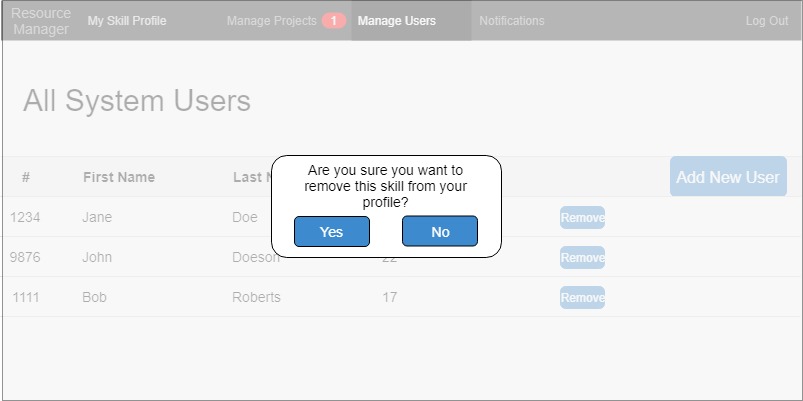 Resource
Manager
My Skill Profile
Manage Projects 1
Manage Users
Notifications
Log Out
All System Users
Are you sure you want to
remove this skill from your
profile?
Yes No
# First Name Last Add New User
1234 Jane Doe Remove
9876 John Doeson 22 Remove
1111 Bob Roberts 17 Remove